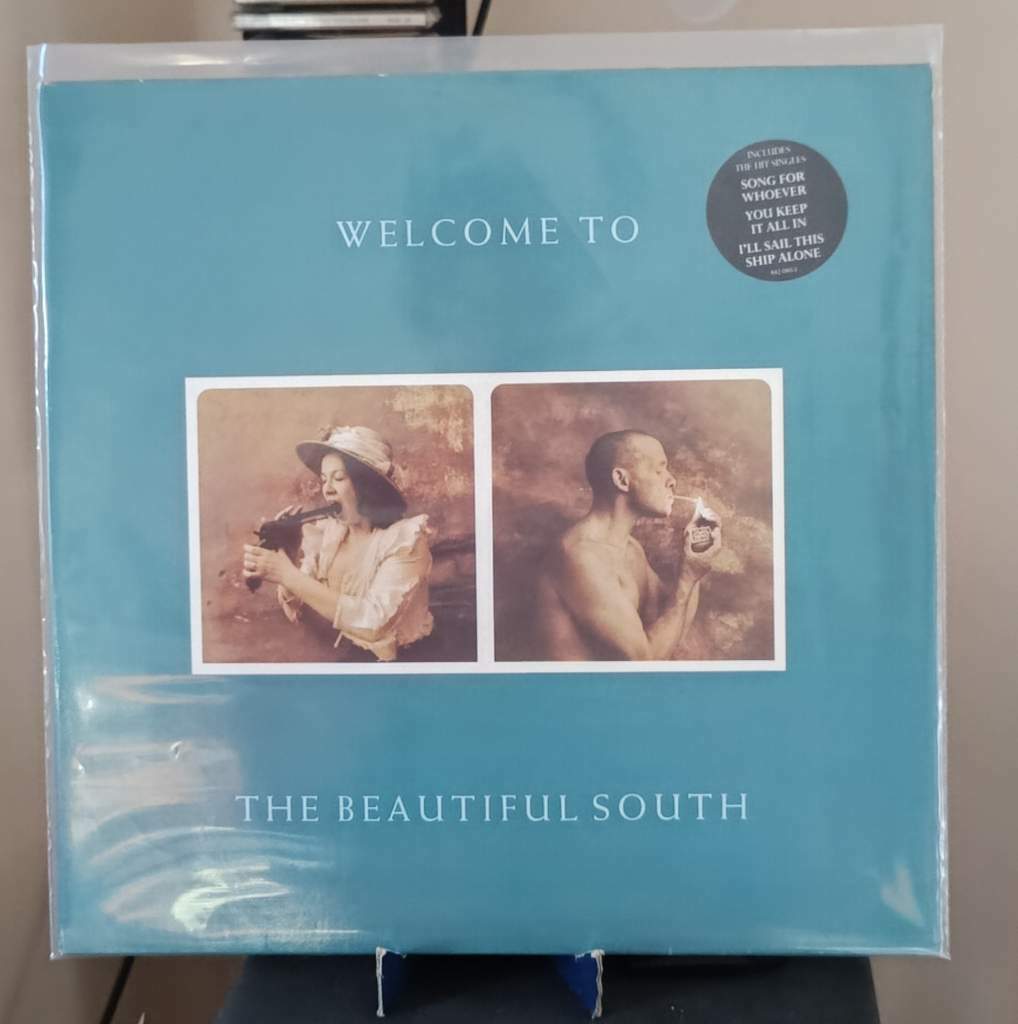 INCLUDES
THE HIT SINGLES
SONG FOR
WHOEVER
YOU KEEP
IT ALL IN
I'LL SAIL THIS
SHIP ALONE
WELCOME TO
THE BEAUTIFUL SOUTH